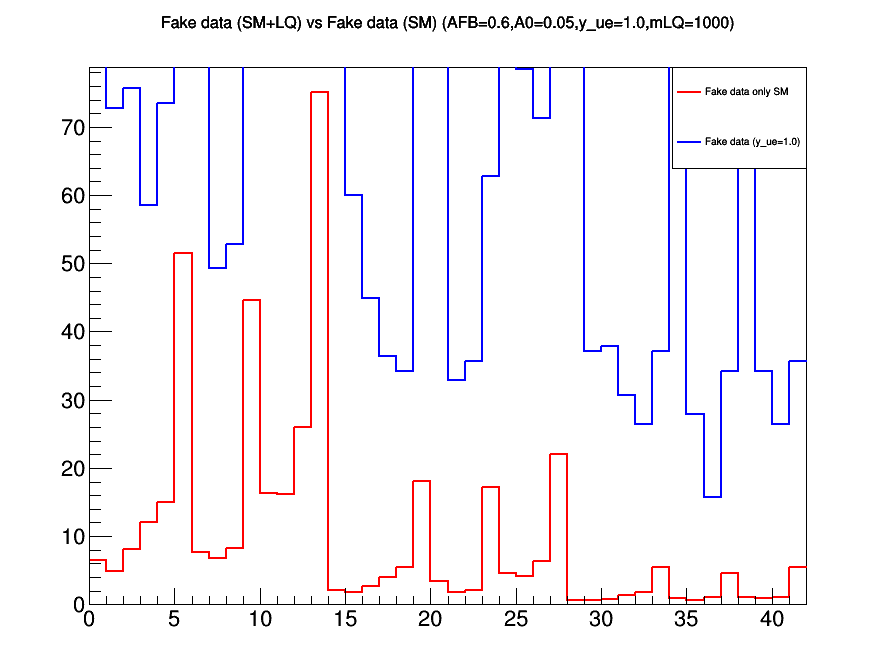 Fake data (SM+LQ) vs Fake data (SM) (AFB=0.6,A0=0.05,y_ue=1.0,mLQ=1000)
Fake data only SM
Fake data (y_ue=1.0)
70
60
50
40
30
20
10
0
0 5 10 15 20 25 30 35 40